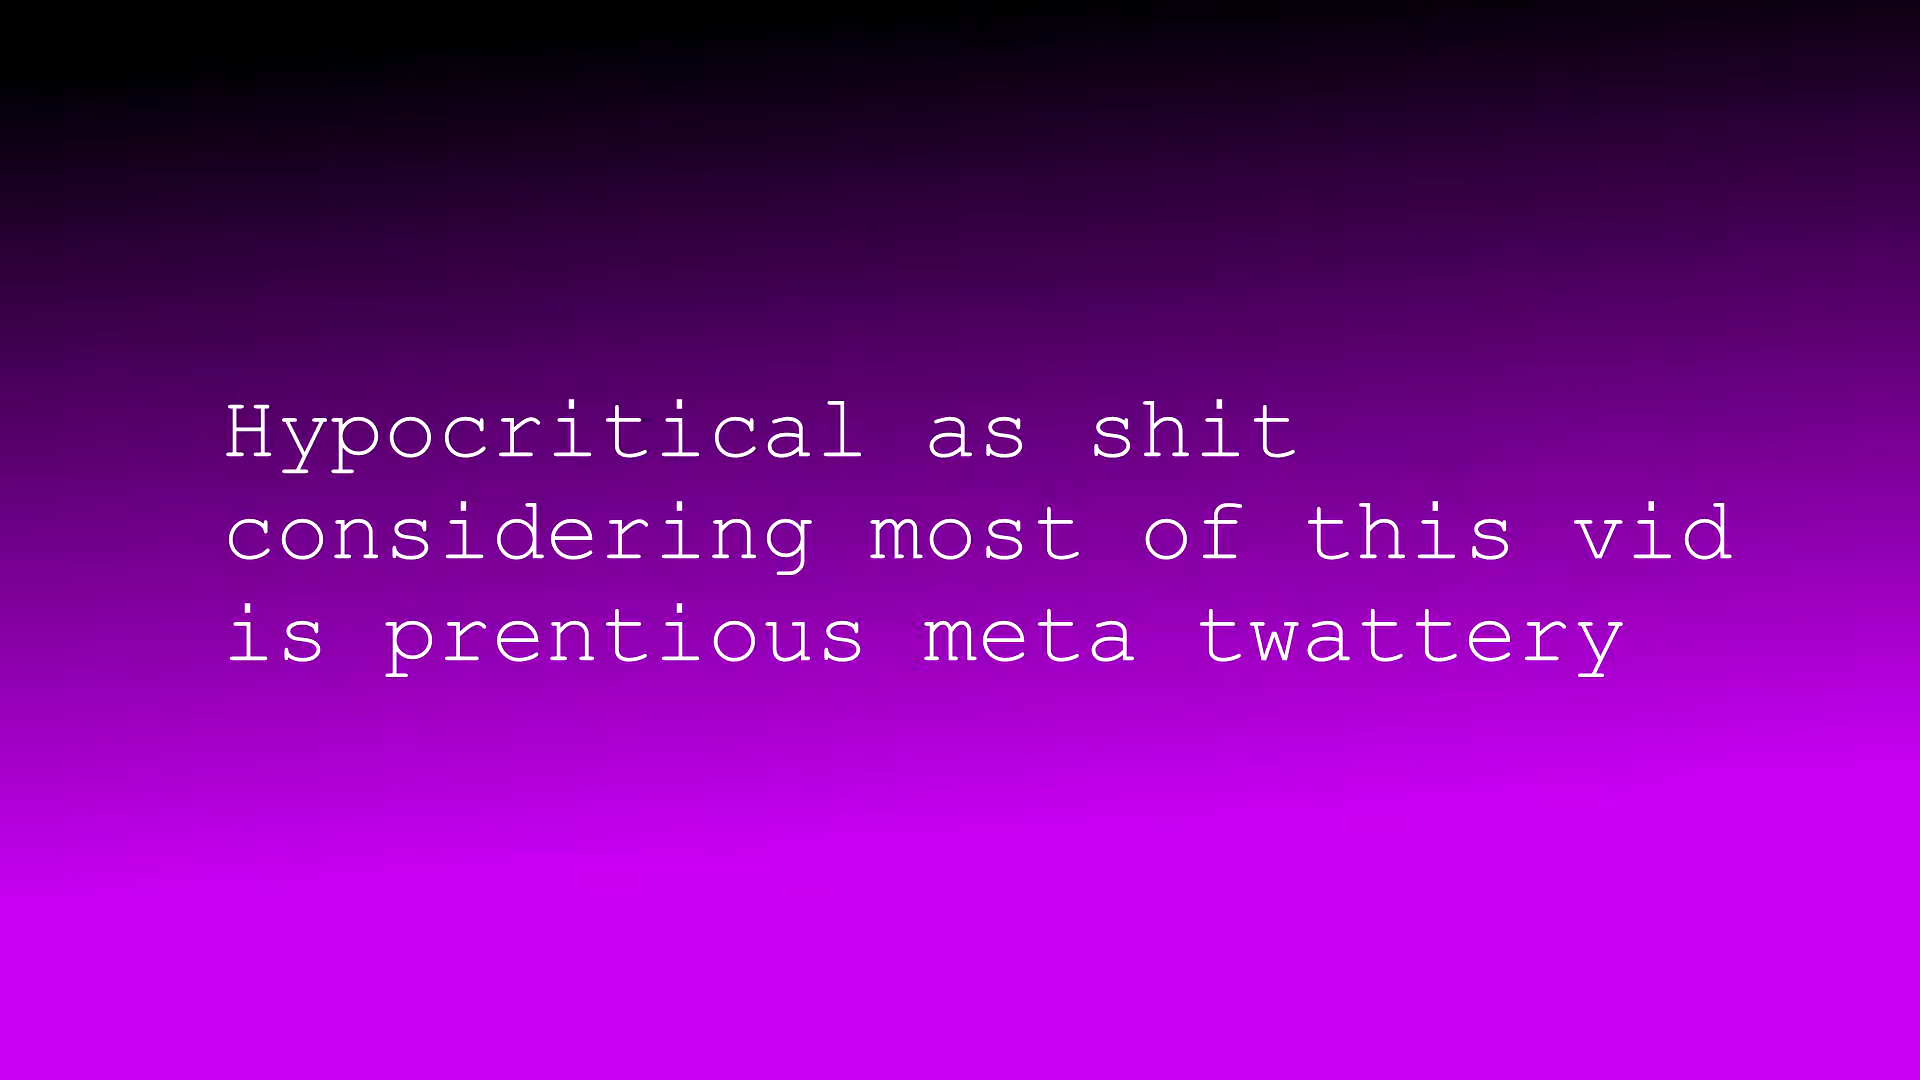 Hypocritical as shit
considering most of this vid
is prentious meta twattery